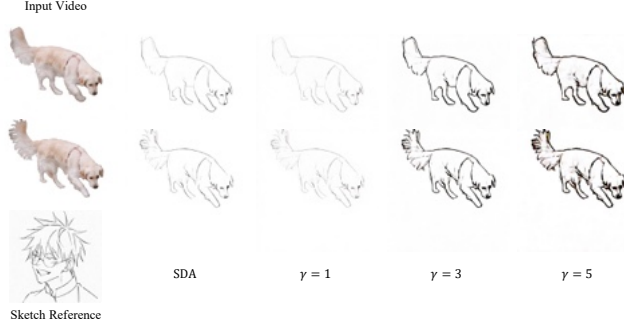 Input Video
SDA
γ = 1
γ = 3
γ = 5
Sketch Reference